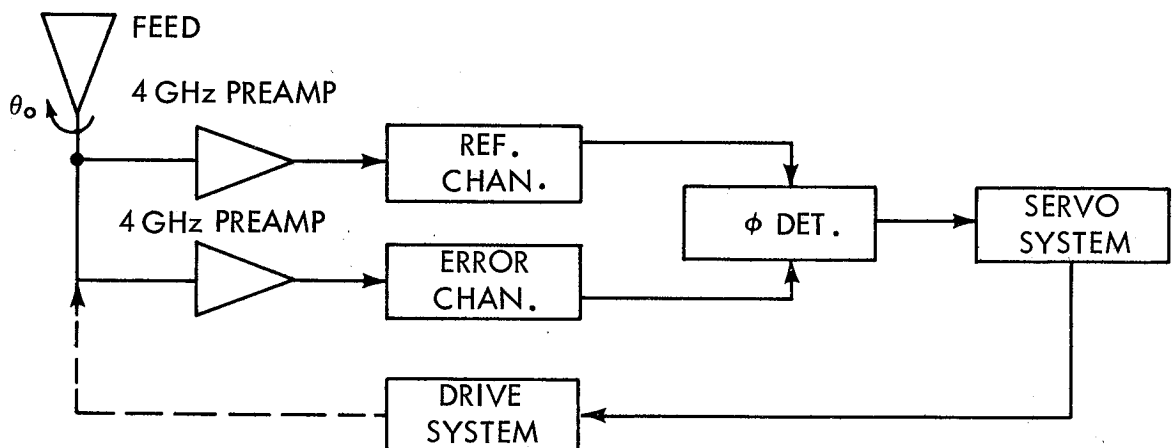 FEED
θo
4 GHz PREAMP
REF.
CHAN.
4 GHz PREAMP
ERROR
CHAN.
ϕ DET.
SERVO
SYSTEM
DRIVE
SYSTEM